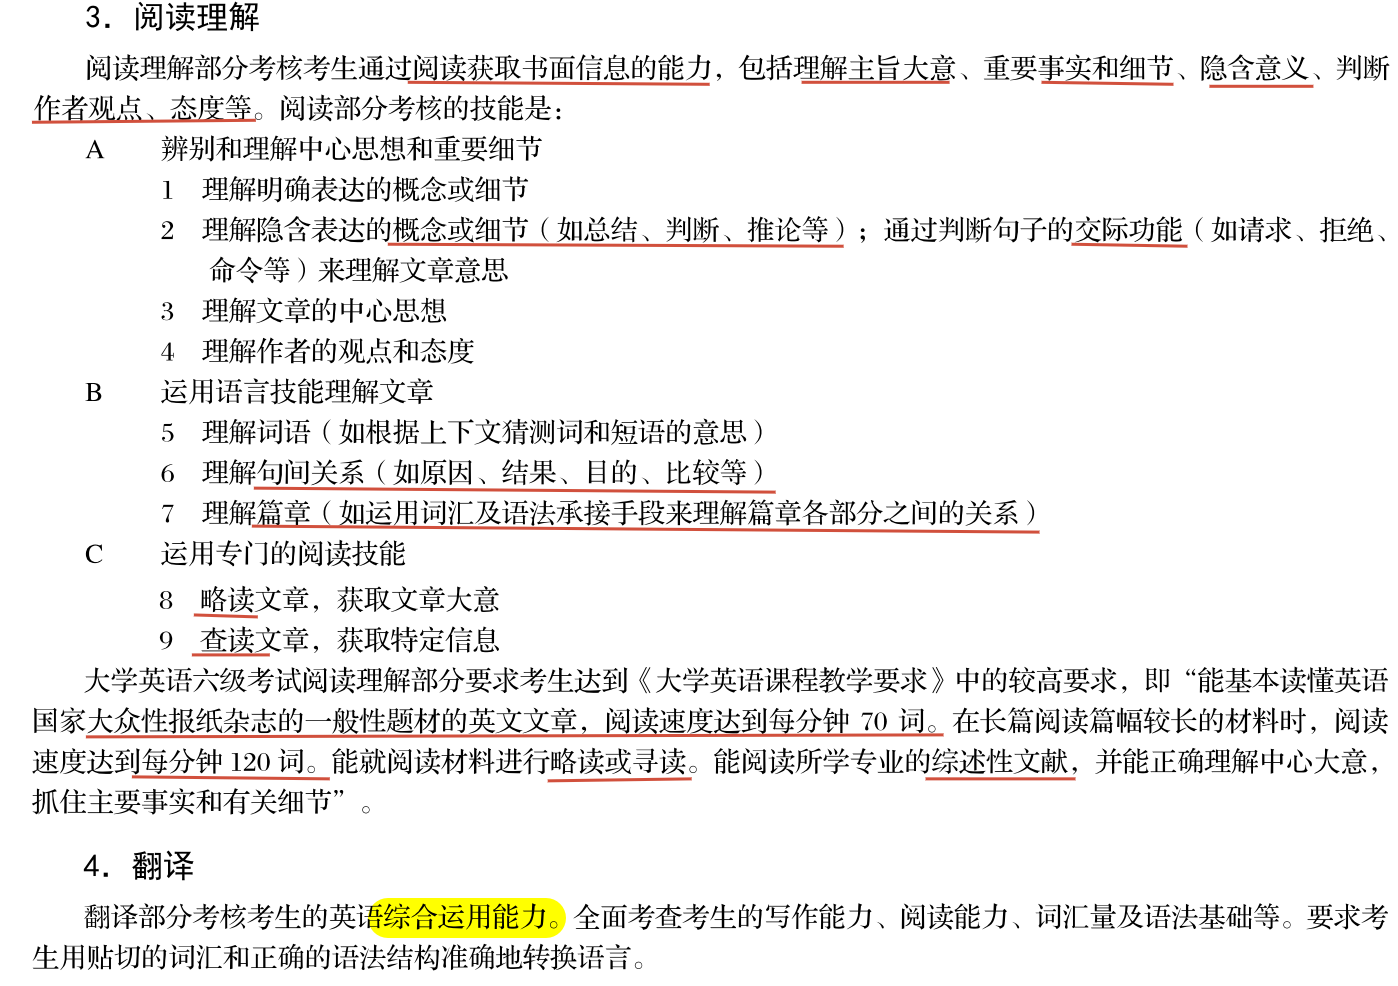 3. 阅读理解
阅读理解部分考核考生通过阅读获取书面信息的能力，包括理解主旨大意、重要事实和细节、隐含意义、判断
作者观点、态度等。阅读部分考核的技能是：
A 辨别和理解中心思想和重要细节
1 理解明确表达的概念或细节
2 理解隐含表达的概念或细节（如总结、判断、推论等）；通过判断句子的交际功能（如请求、拒绝、
命令等）来理解文章意思
3 理解文章的中心思想
4 理解作者的观点和态度
B 运用语言技能理解文章
5 理解词语（如根据上下文猜测词和短语的意思）
6 理解句间关系（如原因、结果、目的、比较等）
7 理解篇章（如运用词汇及语法承接手段来理解篇章各部分之间的关系）
C 运用专门的阅读技能
8 略读文章，获取文章大意
9 查读文章，获取特定信息
大学英语六级考试阅读理解部分要求考生达到《大学英语课程教学要求》中的较高要求，即“能基本读懂英语
国家大众性报纸杂志的一般性题材的英文文章，阅读速度达到每分钟 70 词。在长篇阅读篇幅较长的材料时，阅读
速度达到每分钟 120 词。能就阅读材料进行略读或寻读。能阅读所学专业的综述性文献，并能正确理解中心大意，
抓住主要事实和有关细节”。
4. 翻译
翻译部分考核考生的英语综合运用能力。全面考查考生的写作能力、阅读能力、词汇量及语法基础等。要求考
生用贴切的词汇和正确的语法结构准确地转换语言。